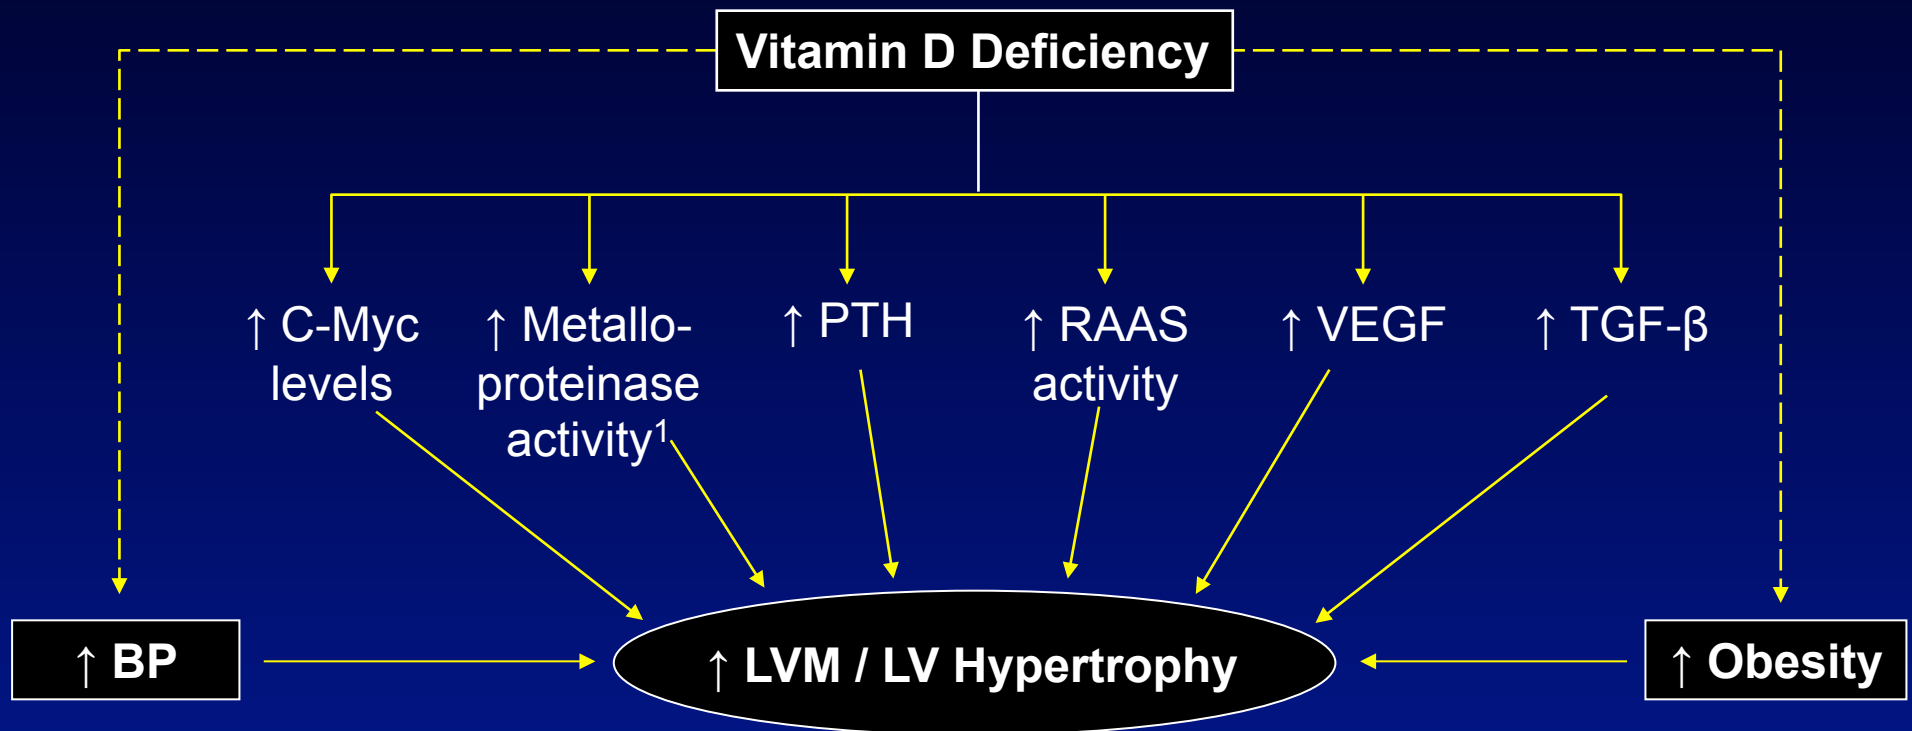 Vitamin D Deficiency
↑ C-Myc
levels
↑ Metallo-
proteinase
activity¹
↑ PTH
↑ RAAS
activity
↑ VEGF
↑ TGF-β
↑ BP
↑ LVM / LV Hypertrophy
↑ Obesity